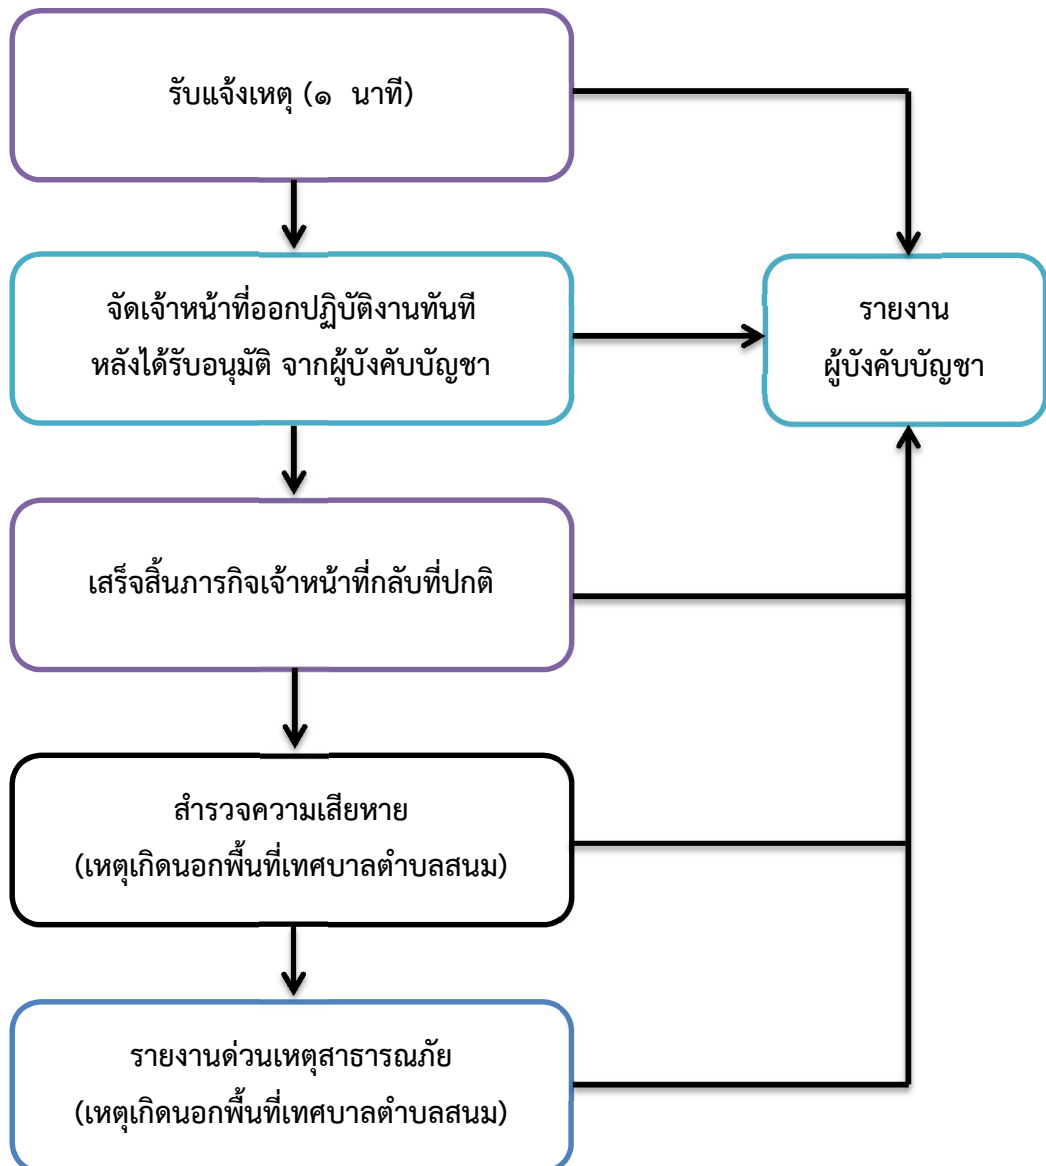 รับแจ้งเหตุ (๑ นาที)
จัดเจ้าหน้าที่ออกปฏิบัติงานทันที
หลังได้รับอนุมัติ จากผู้บังคับบัญชา
รายงาน
ผู้บังคับบัญชา
เสร็จสิ้นภารกิจเจ้าหน้าที่กลับที่ปกติ
สำรวจความเสียหาย
(เหตุเกิดนอกพื้นที่เทศบาลตำบลสนม)
รายงานด่วนเหตุสาธารณภัย
(เหตุเกิดนอกพื้นที่เทศบาลตำบลสนม)